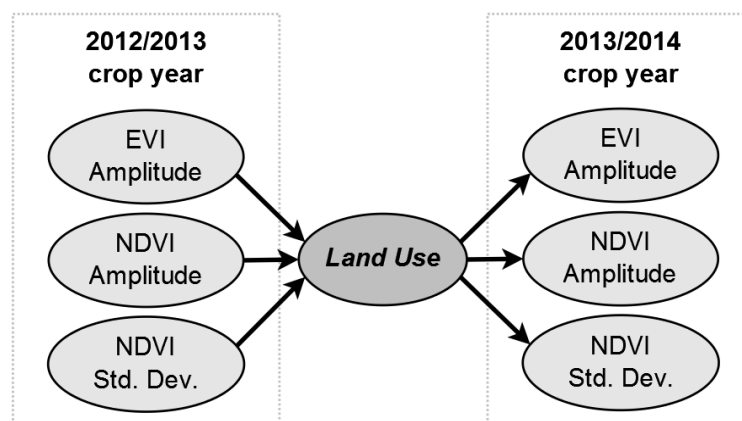 2012/2013
crop year
EVI
Amplitude
NDVI
Amplitude
NDVI
Std. Dev.
Land Use
2013/2014
crop year
EVI
Amplitude
NDVI
Amplitude
NDVI
Std. Dev.